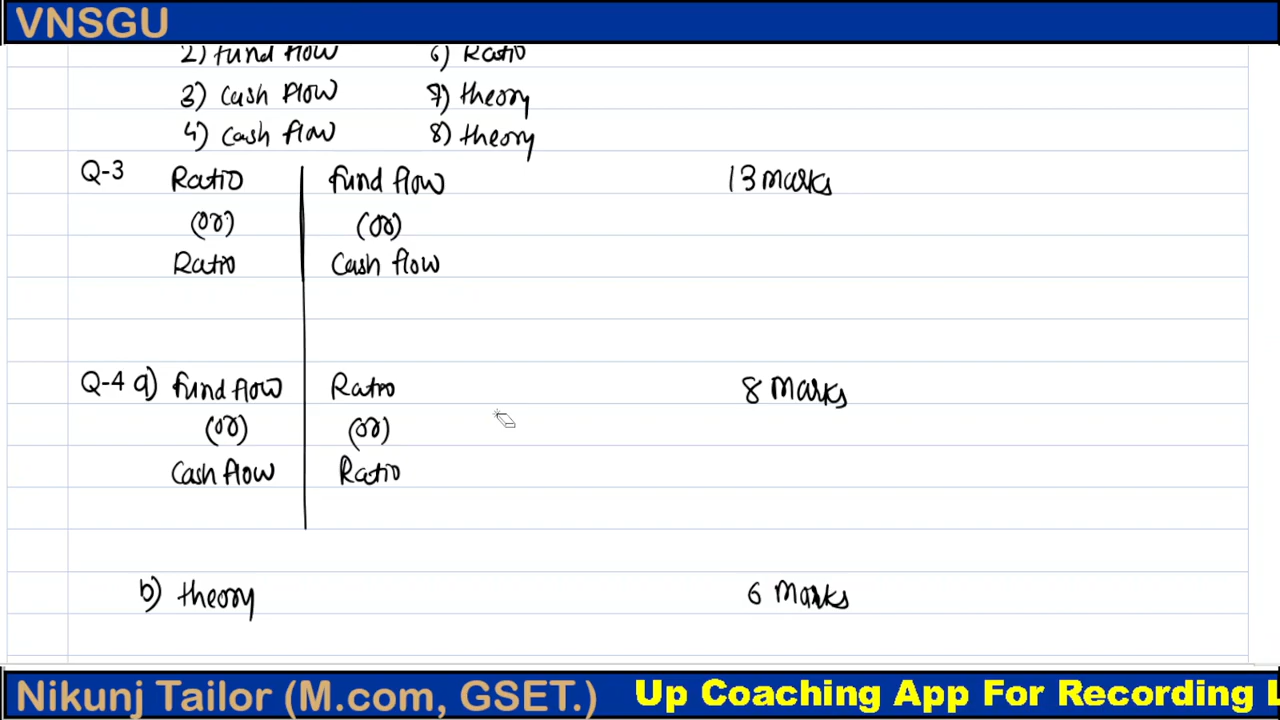 VNSGU
2) fund flow 6) Ratio
3) Cash Flow 7) theory
4) Cash flow 8) theory
Q-3 Ratio fund flow 13 marks
(or) (or)
Ratio Cash flow
Q-4 a) fund flow Ratio 8 Marks
(or) (or)
Cash flow Ratio
b) theory 6 Marks
Nikunj Tailor (M.com, GSET.) Up Coaching App For Recording L